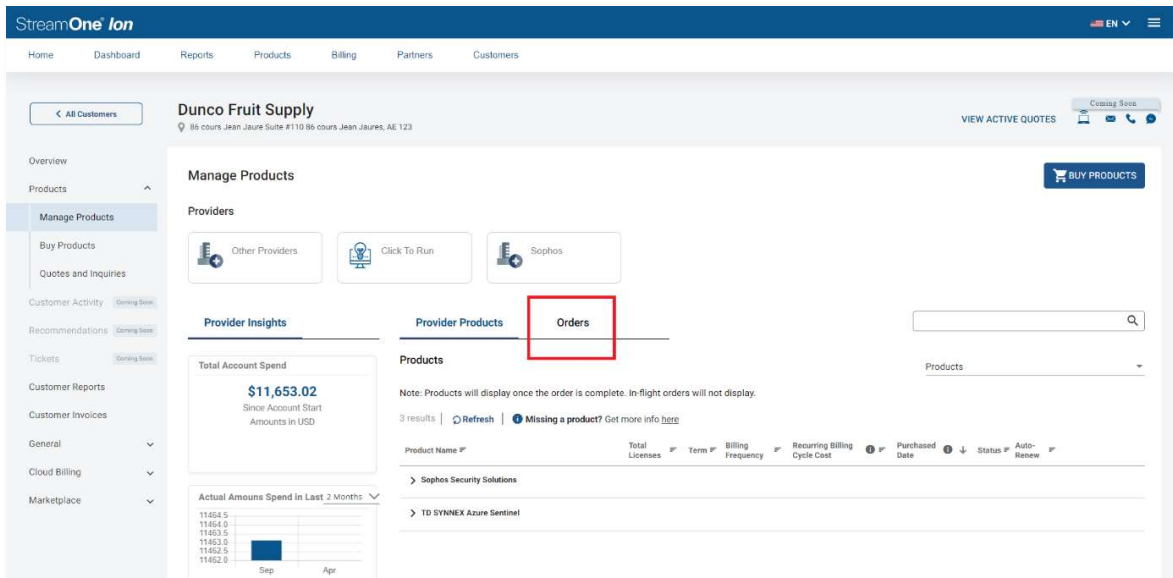 StreamOne® Ion
EN
Home Dashboard Reports Products Billing Partners Customers
All Customers
Dunco Fruit Supply
86 cours Jean Jaure Suite #110 86 cours Jean Jaures, AE 123
VIEW ACTIVE QUOTES
Coming Soon
Overview
Products
Manage Products
Buy Products
Quotes and Inquiries
Customer Activity Coming Soon
Recommendations Coming Soon
Tickets Coming Soon
Customer Reports
Customer Invoices
General
Cloud Billing
Marketplace
Manage Products
BUY PRODUCTS
Providers
Other Providers
Click To Run
Sophos
Provider Insights
Total Account Spend
$11,653.02
Since Account Start
Amounts in USD
Actual Amouns Spend in Last 2 Months
11464.5
11464.0
11463.5
11463.0
11462.5
11462.0
Sep Apr
Provider Products Orders
Products
Products
Note: Products will display once the order is complete. In-flight orders will not display.
3 results Refresh Missing a product? Get more info here
Product Name
Total Licenses
Term
Billing Frequency
Recurring Billing Cycle Cost
Purchased Date
Status
Auto-Renew
Sophos Security Solutions
TD SYNNEX Azure Sentinel